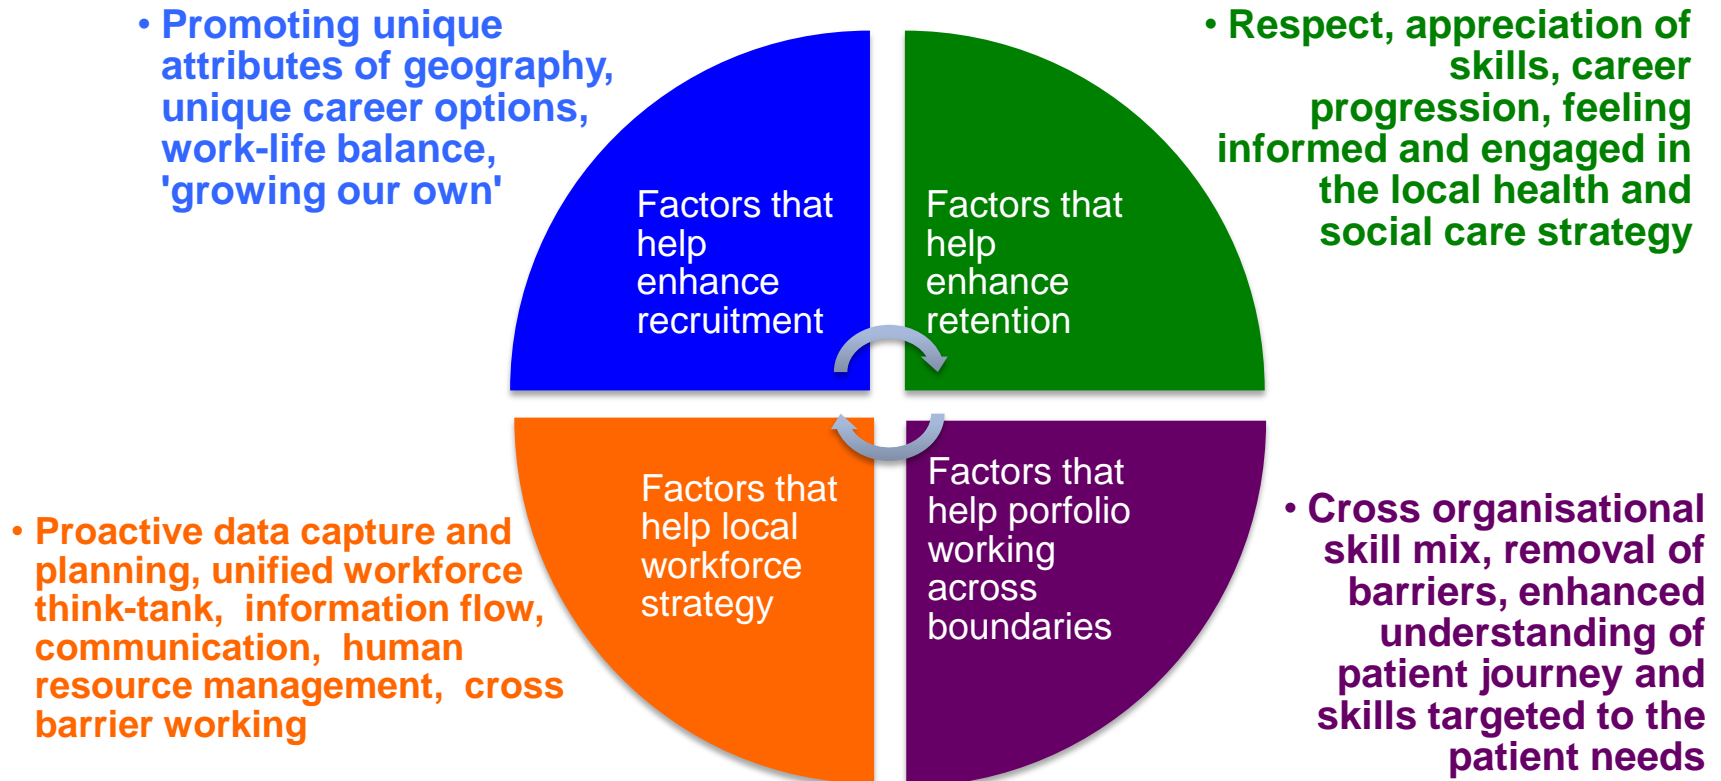 • Promoting unique
attributes of geography,
unique career options,
work-life balance,
'growing our own'
• Respect, appreciation of
skills, career
progression, feeling
informed and engaged in
the local health and
social care strategy
Factors that
help
enhance
recruitment
Factors that
help
enhance
retention
Factors that
help local
workforce
strategy
Factors that
help porfolio
working
across
boundaries
• Proactive data capture and
planning, unified workforce
think-tank,  information flow,
communication,  human
resource management,  cross
barrier working
• Cross organisational
skill mix, removal of
barriers, enhanced
understanding of
patient journey and
skills targeted to the
patient needs